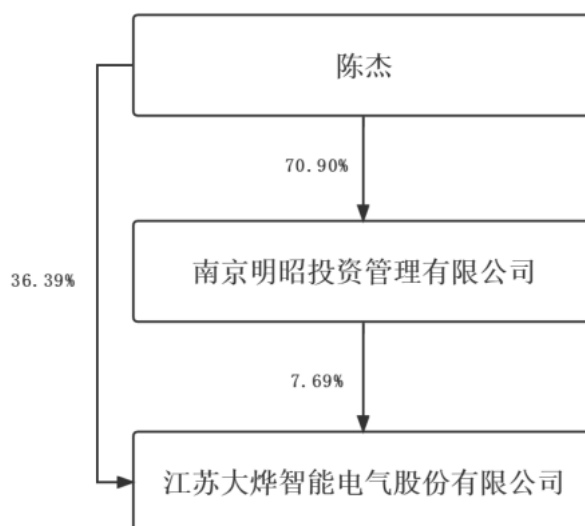 陈杰
70.90%
南京明昭投资管理有限公司
36.39%
7.69%
江苏大烨智能电气股份有限公司